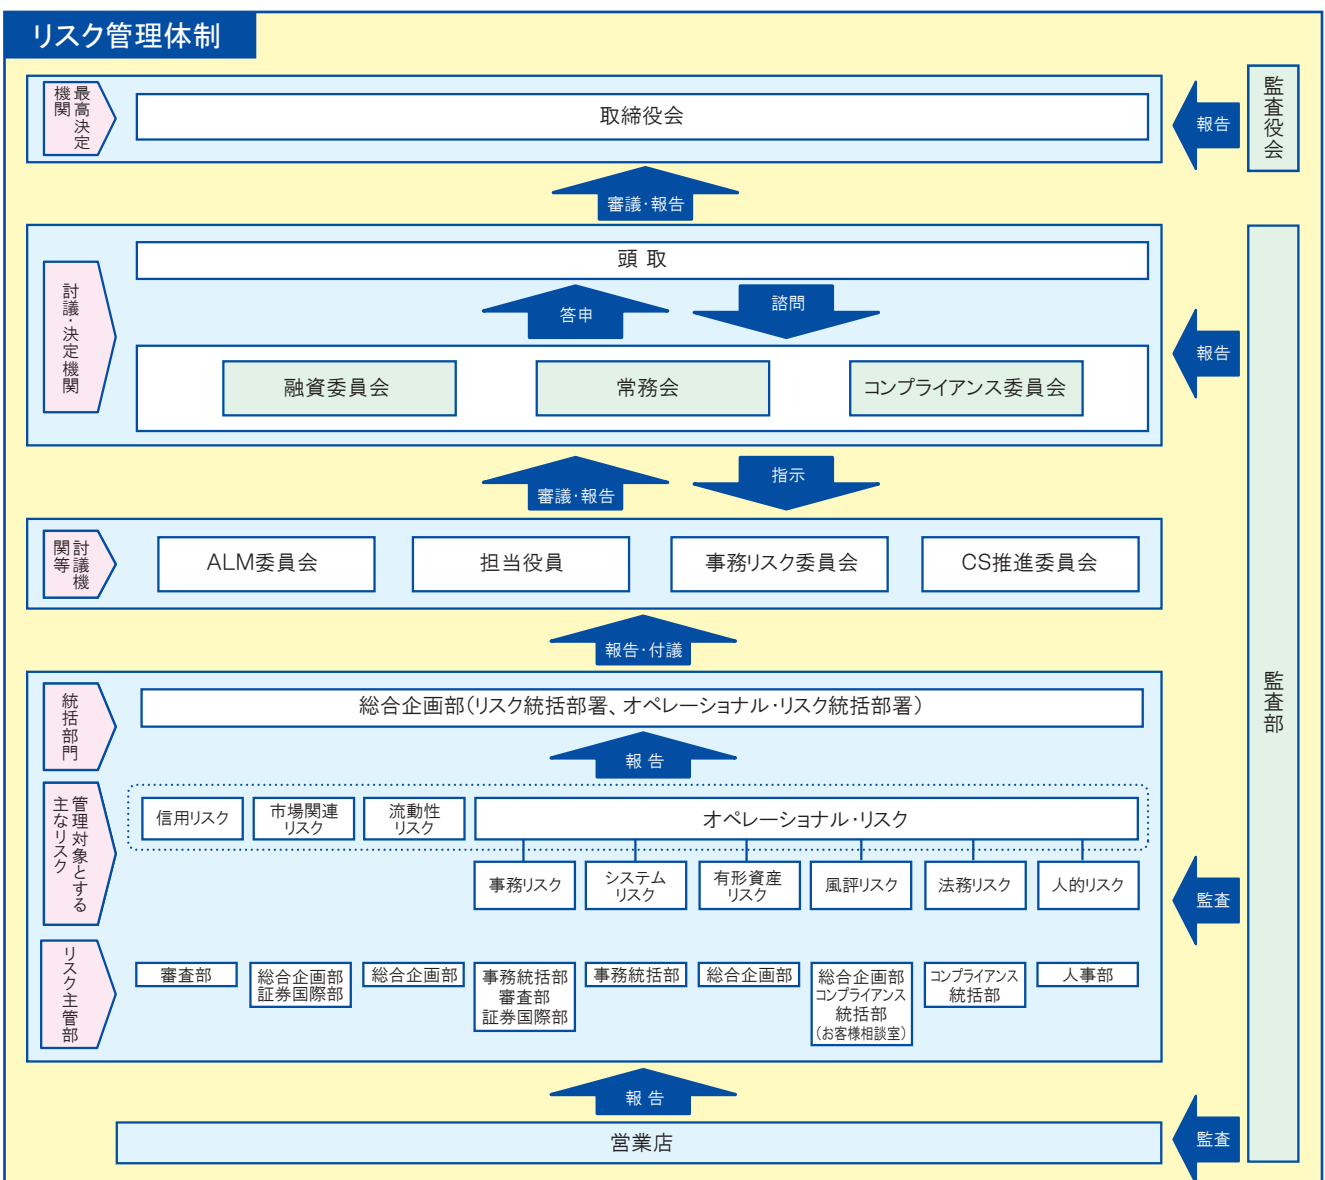 リスク管理体制
最高決定
機関
取締役会
報告
監査役会
審議・報告
討議・決定機関
頭 取
答申
諮問
融資委員会
常務会
コンプライアンス委員会
報告
審議・報告
指示
討議機
関等
ALM委員会
担当役員
事務リスク委員会
CS推進委員会
報告・付議
統括部門
総合企画部(リスク統括部署、オペレーショナル・リスク統括部署)
報 告
監査部
管理対象とする
主なリスク
信用リスク
市場関連
リスク
流動性
リスク
オペレーショナル・リスク
事務リスク
システム
リスク
有形資産
リスク
風評リスク
法務リスク
人的リスク
監査
リスク主管部
審査部
総合企画部
証券国際部
総合企画部
事務統括部
審査部
証券国際部
事務統括部
総合企画部
総合企画部
コンプライアンス
統括部
(お客様相談室)
コンプライアンス
統括部
人事部
報 告
営業店
監査